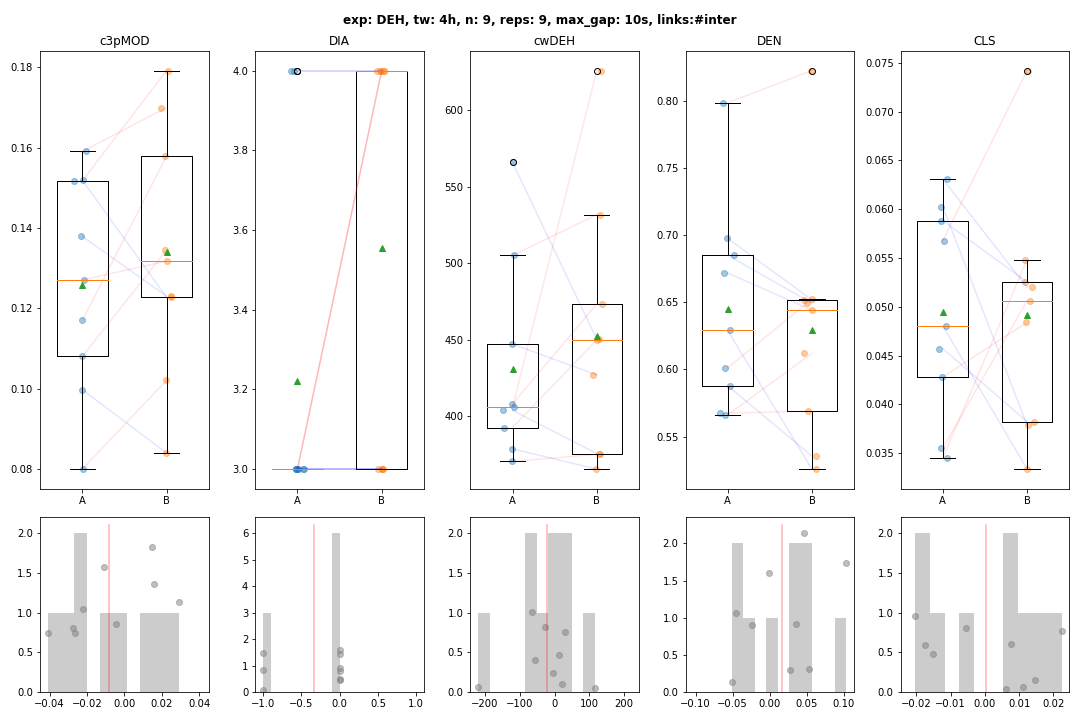 exp: DEH, tw: 4h, n: 9, reps: 9, max_gap: 10s, links:#inter
c3pMOD DIA cwDEH DEN CLS
0.18 4.0 600 0.80 0.075
0.16 3.8 550 0.75 0.070
0.14 3.6 500 0.70 0.065
0.12 3.4 450 0.65 0.060
0.10 3.2 400 0.60 0.055
0.08 3.0 0.55 0.050
0.045
0.040
0.035
A B A B A B A B A B
2.0 6 2.0 2.0 2.0
1.5 5 1.5 1.5 1.5
1.0 4 1.0 1.0 1.0
0.5 3 0.5 0.5 0.5
0.0 2 0.0 0.0 0.0
1
0
−0.04 −0.02 0.00 0.02 0.04 −1.0 −0.5 0.0 0.5 1.0 −200 −100 0 100 200 −0.10 −0.05 0.00 0.05 0.10 −0.02 −0.01 0.00 0.01 0.02